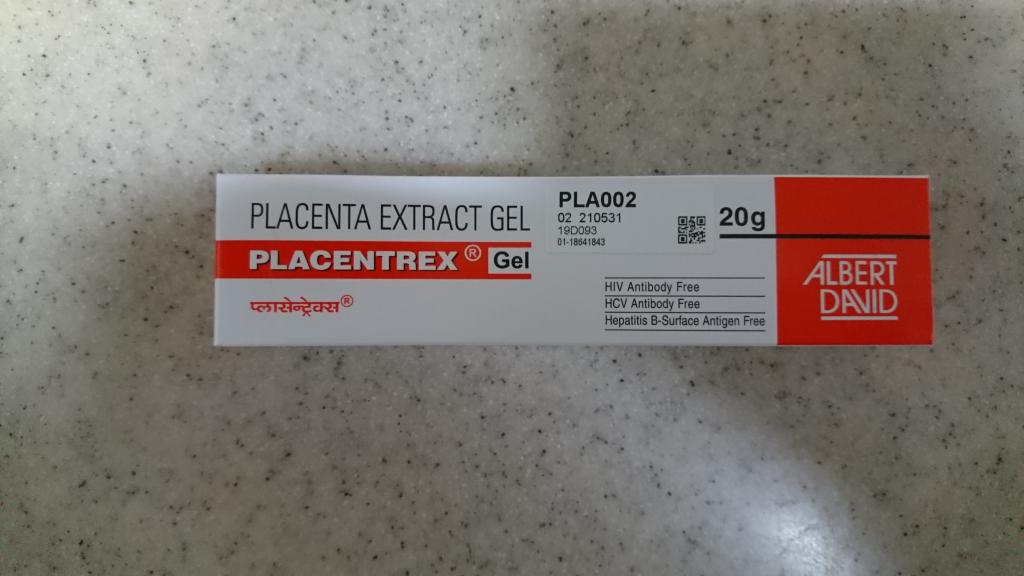 PLACENTA EXTRACT GEL
PLACENTREX® Gel
प्लासेन्ट्रेक्स®
PLA002
02 210531
19D093
01-18641843
20g
HIV Antibody Free
HCV Antibody Free
Hepatitis B-Surface Antigen Free
ALBERT
DAVID